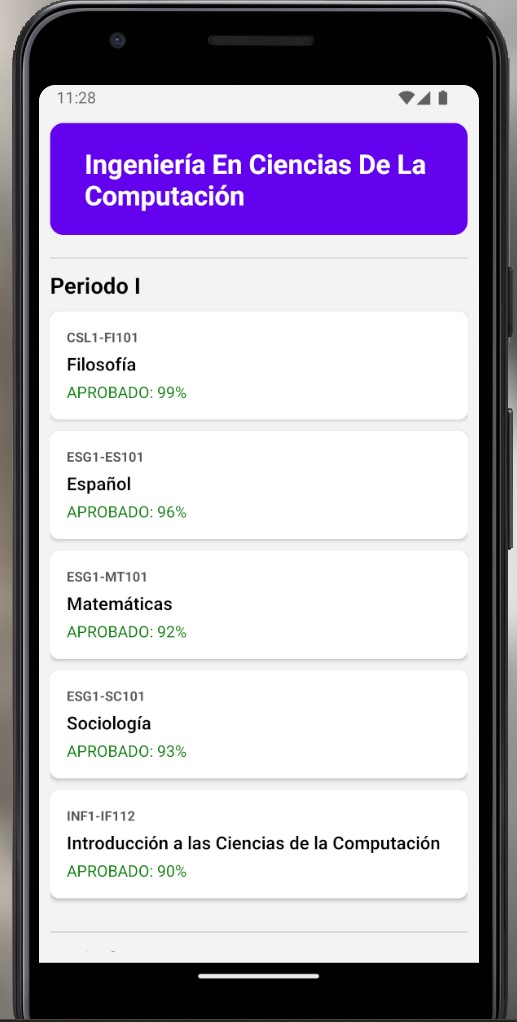 11:28
Ingeniería En Ciencias De La
Computación
Periodo I
CSL1-FI101
Filosofía
APROBADO: 99%
ESG1-ES101
Español
APROBADO: 96%
ESG1-MT101
Matemáticas
APROBADO: 92%
ESG1-SC101
Sociología
APROBADO: 93%
INF1-IF112
Introducción a las Ciencias de la Computación
APROBADO: 90%